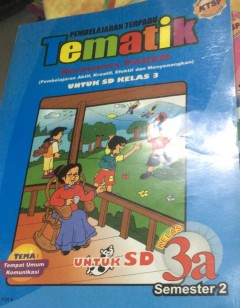 KTSP
PEMBELAJARAN TERPADU
Tematik
(Pembelajaran Aktif, Kreatif, Efektif dan Menyenangkan)
UNTUK SD KELAS 3
TEMA :
Tempat Umum
Komunikasi
UNTUK SD
KELAS
3a
Semester 2